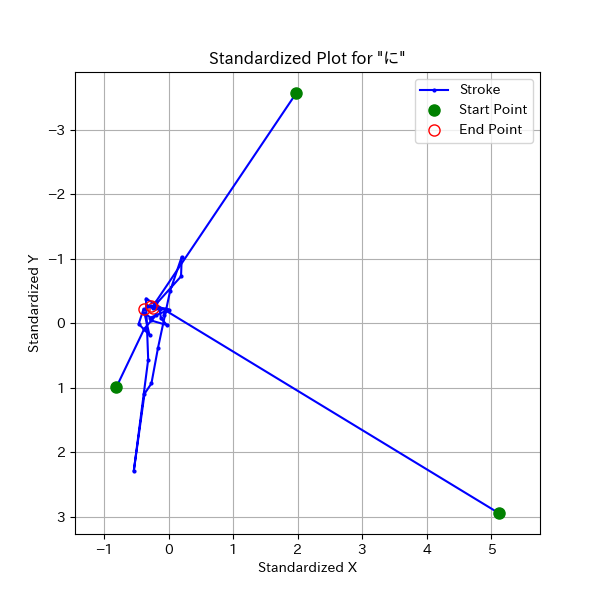 Standardized Plot for "に"
Stroke
Start Point
End Point
Standardized Y
−3
−2
−1
0
1
2
3
−1
0
1
2
3
4
5
Standardized X